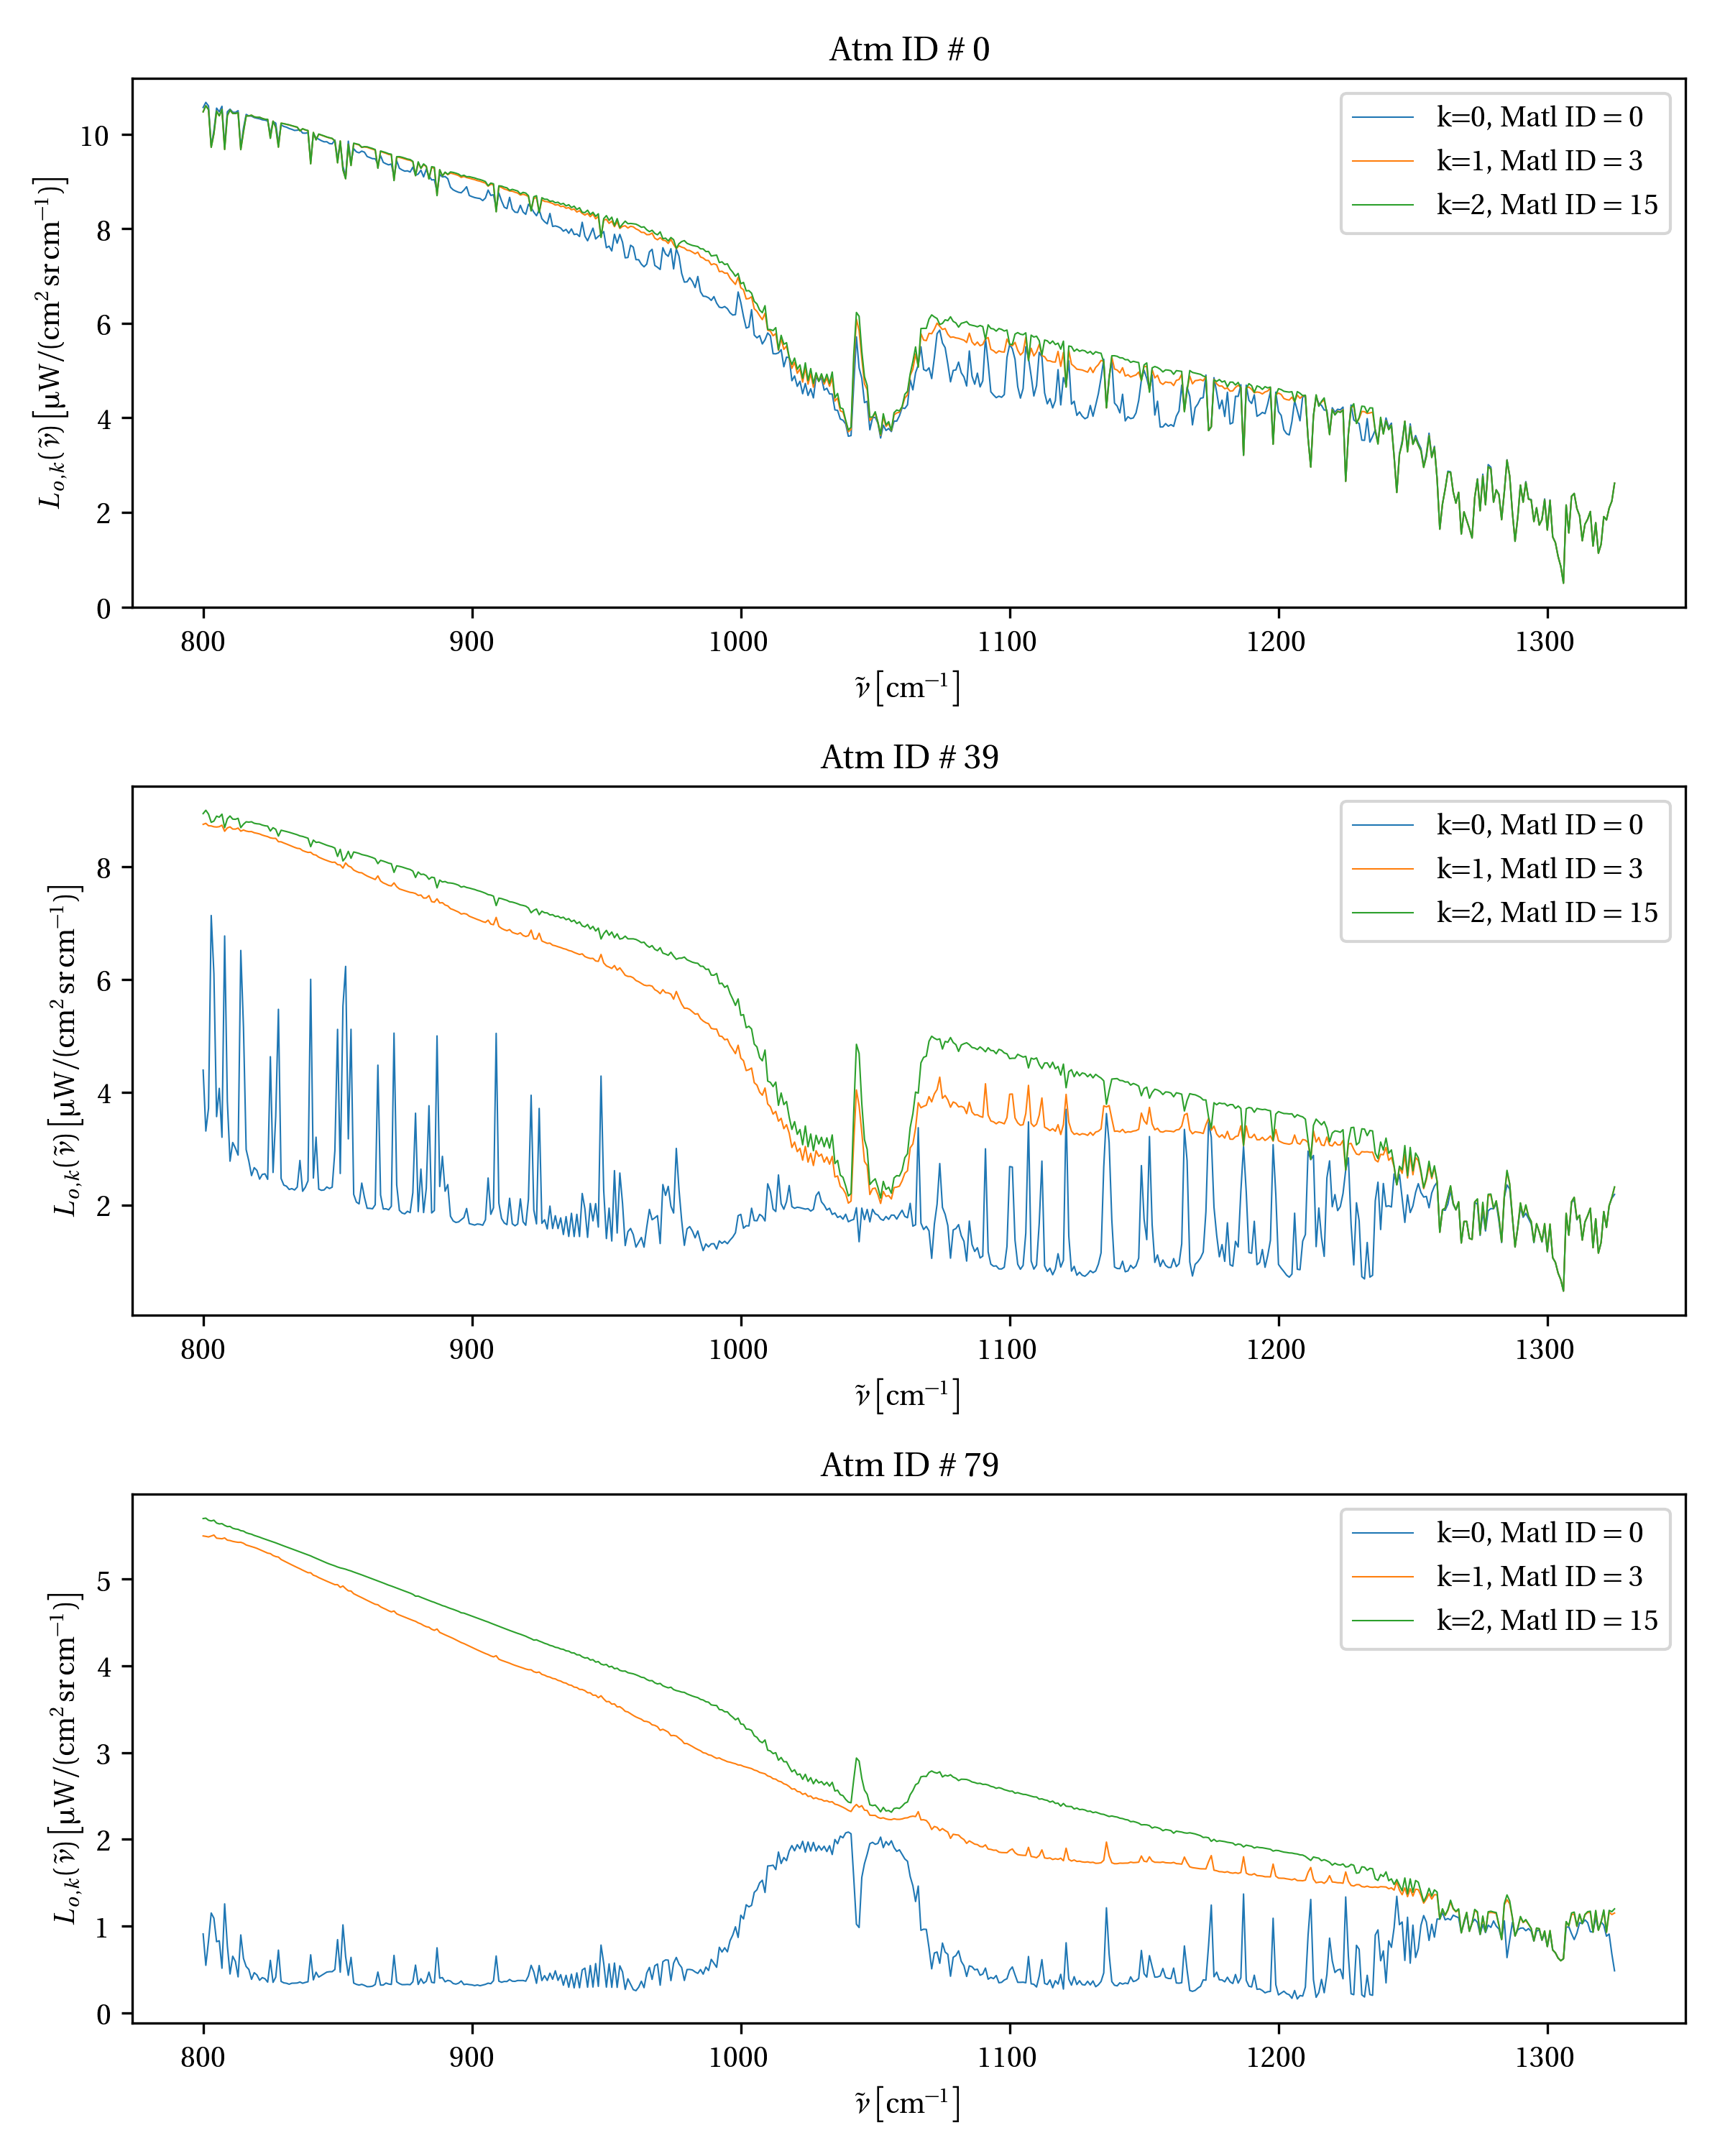 Atm ID # 0
k=0, Matl ID = 0
k=1, Matl ID = 3
k=2, Matl ID = 15
10
8
6
4
2
0
L_{o,k}(ν̃) [µW/(cm² sr cm⁻¹)]
800 900 1000 1100 1200 1300
ν̃ [cm⁻¹]
Atm ID # 39
k=0, Matl ID = 0
k=1, Matl ID = 3
k=2, Matl ID = 15
8
6
4
2
L_{o,k}(ν̃) [µW/(cm² sr cm⁻¹)]
800 900 1000 1100 1200 1300
ν̃ [cm⁻¹]
Atm ID # 79
k=0, Matl ID = 0
k=1, Matl ID = 3
k=2, Matl ID = 15
5
4
3
2
1
0
L_{o,k}(ν̃) [µW/(cm² sr cm⁻¹)]
800 900 1000 1100 1200 1300
ν̃ [cm⁻¹]